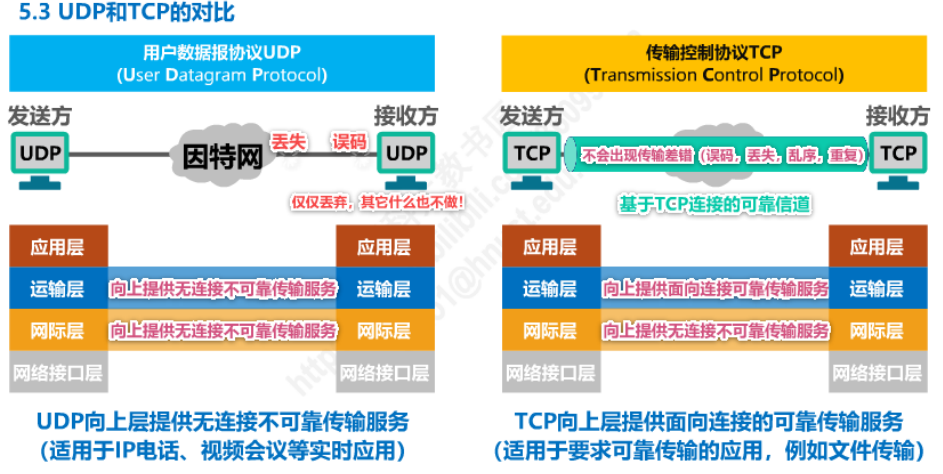 5.3 UDP和TCP的对比
用户数据报协议UDP
(User Datagram Protocol)
发送方
接收方
UDP
因特网
丢失
误码
UDP
仅仅丢弃，其它什么也不做！
应用层
应用层
运输层
向上提供无连接不可靠传输服务
运输层
网际层
向上提供无连接不可靠传输服务
网际层
网络接口层
网络接口层
UDP向上层提供无连接不可靠传输服务
（适用于IP电话、视频会议等实时应用）
传输控制协议TCP
(Transmission Control Protocol)
发送方
接收方
TCP
不会出现传输差错（误码，丢失，乱序，重复）
TCP
基于TCP连接的可靠信道
应用层
应用层
运输层
向上提供面向连接可靠传输服务
运输层
网际层
向上提供无连接不可靠传输服务
网际层
网络接口层
网络接口层
TCP向上层提供面向连接的可靠传输服务
（适用于要求可靠传输的应用，例如文件传输）